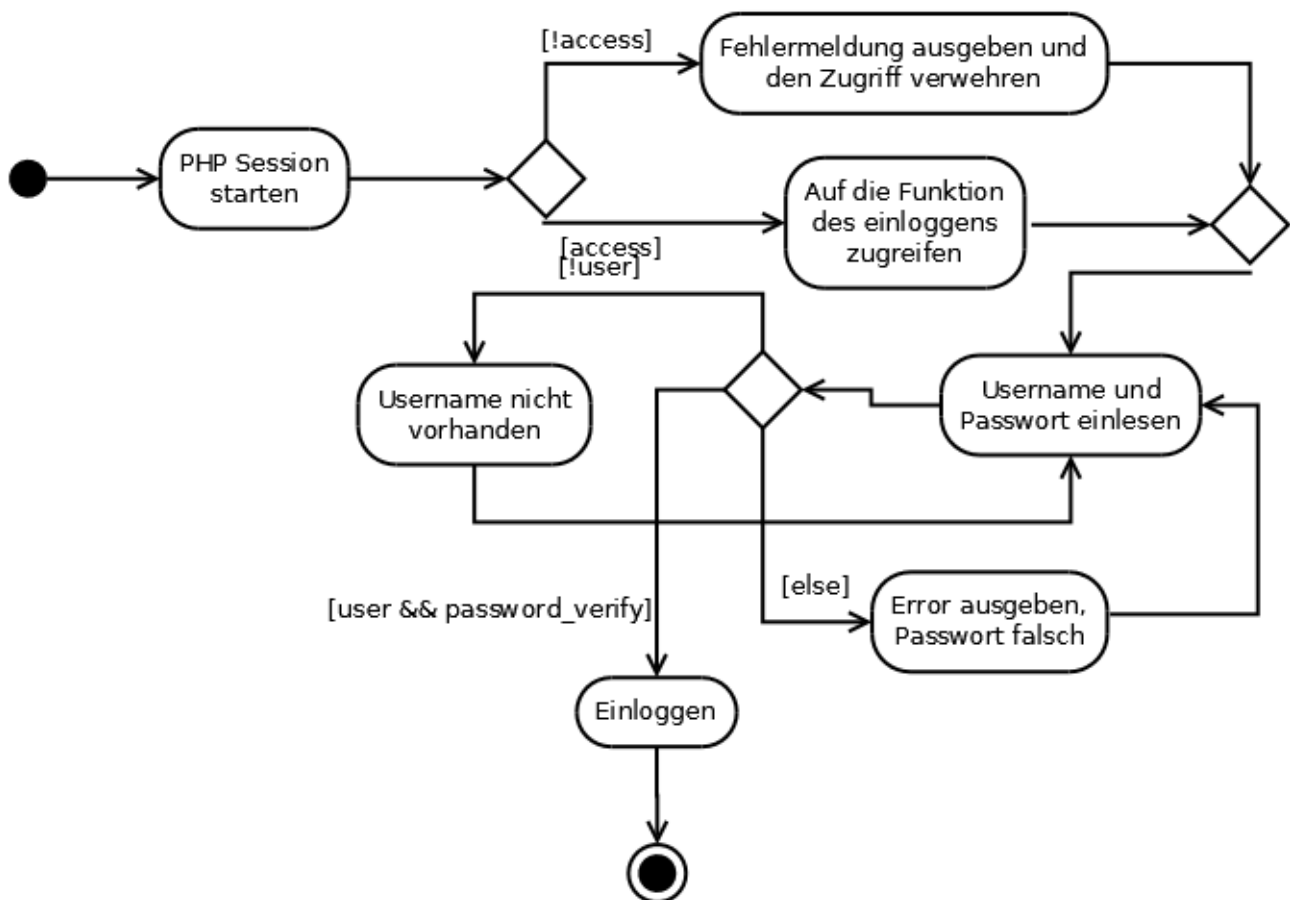 [!access]
Fehlermeldung ausgeben und
den Zugriff verwehren
PHP Session
starten
Auf die Funktion
des einloggens
zugreifen
[access]
[!user]
Username nicht
vorhanden
Username und
Passwort einlesen
[user && password_verify]
[else]
Error ausgeben,
Passwort falsch
Einloggen